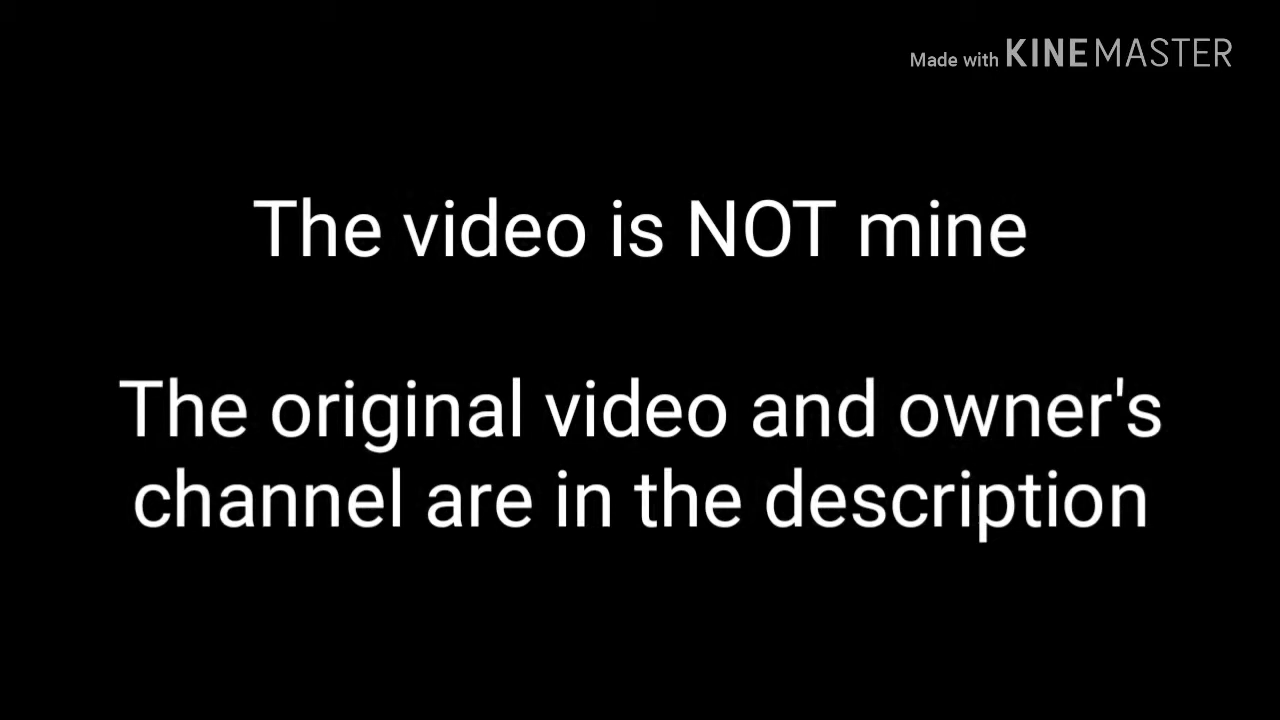 Made with KINEMASTER
The video is NOT mine
The original video and owner's
channel are in the description